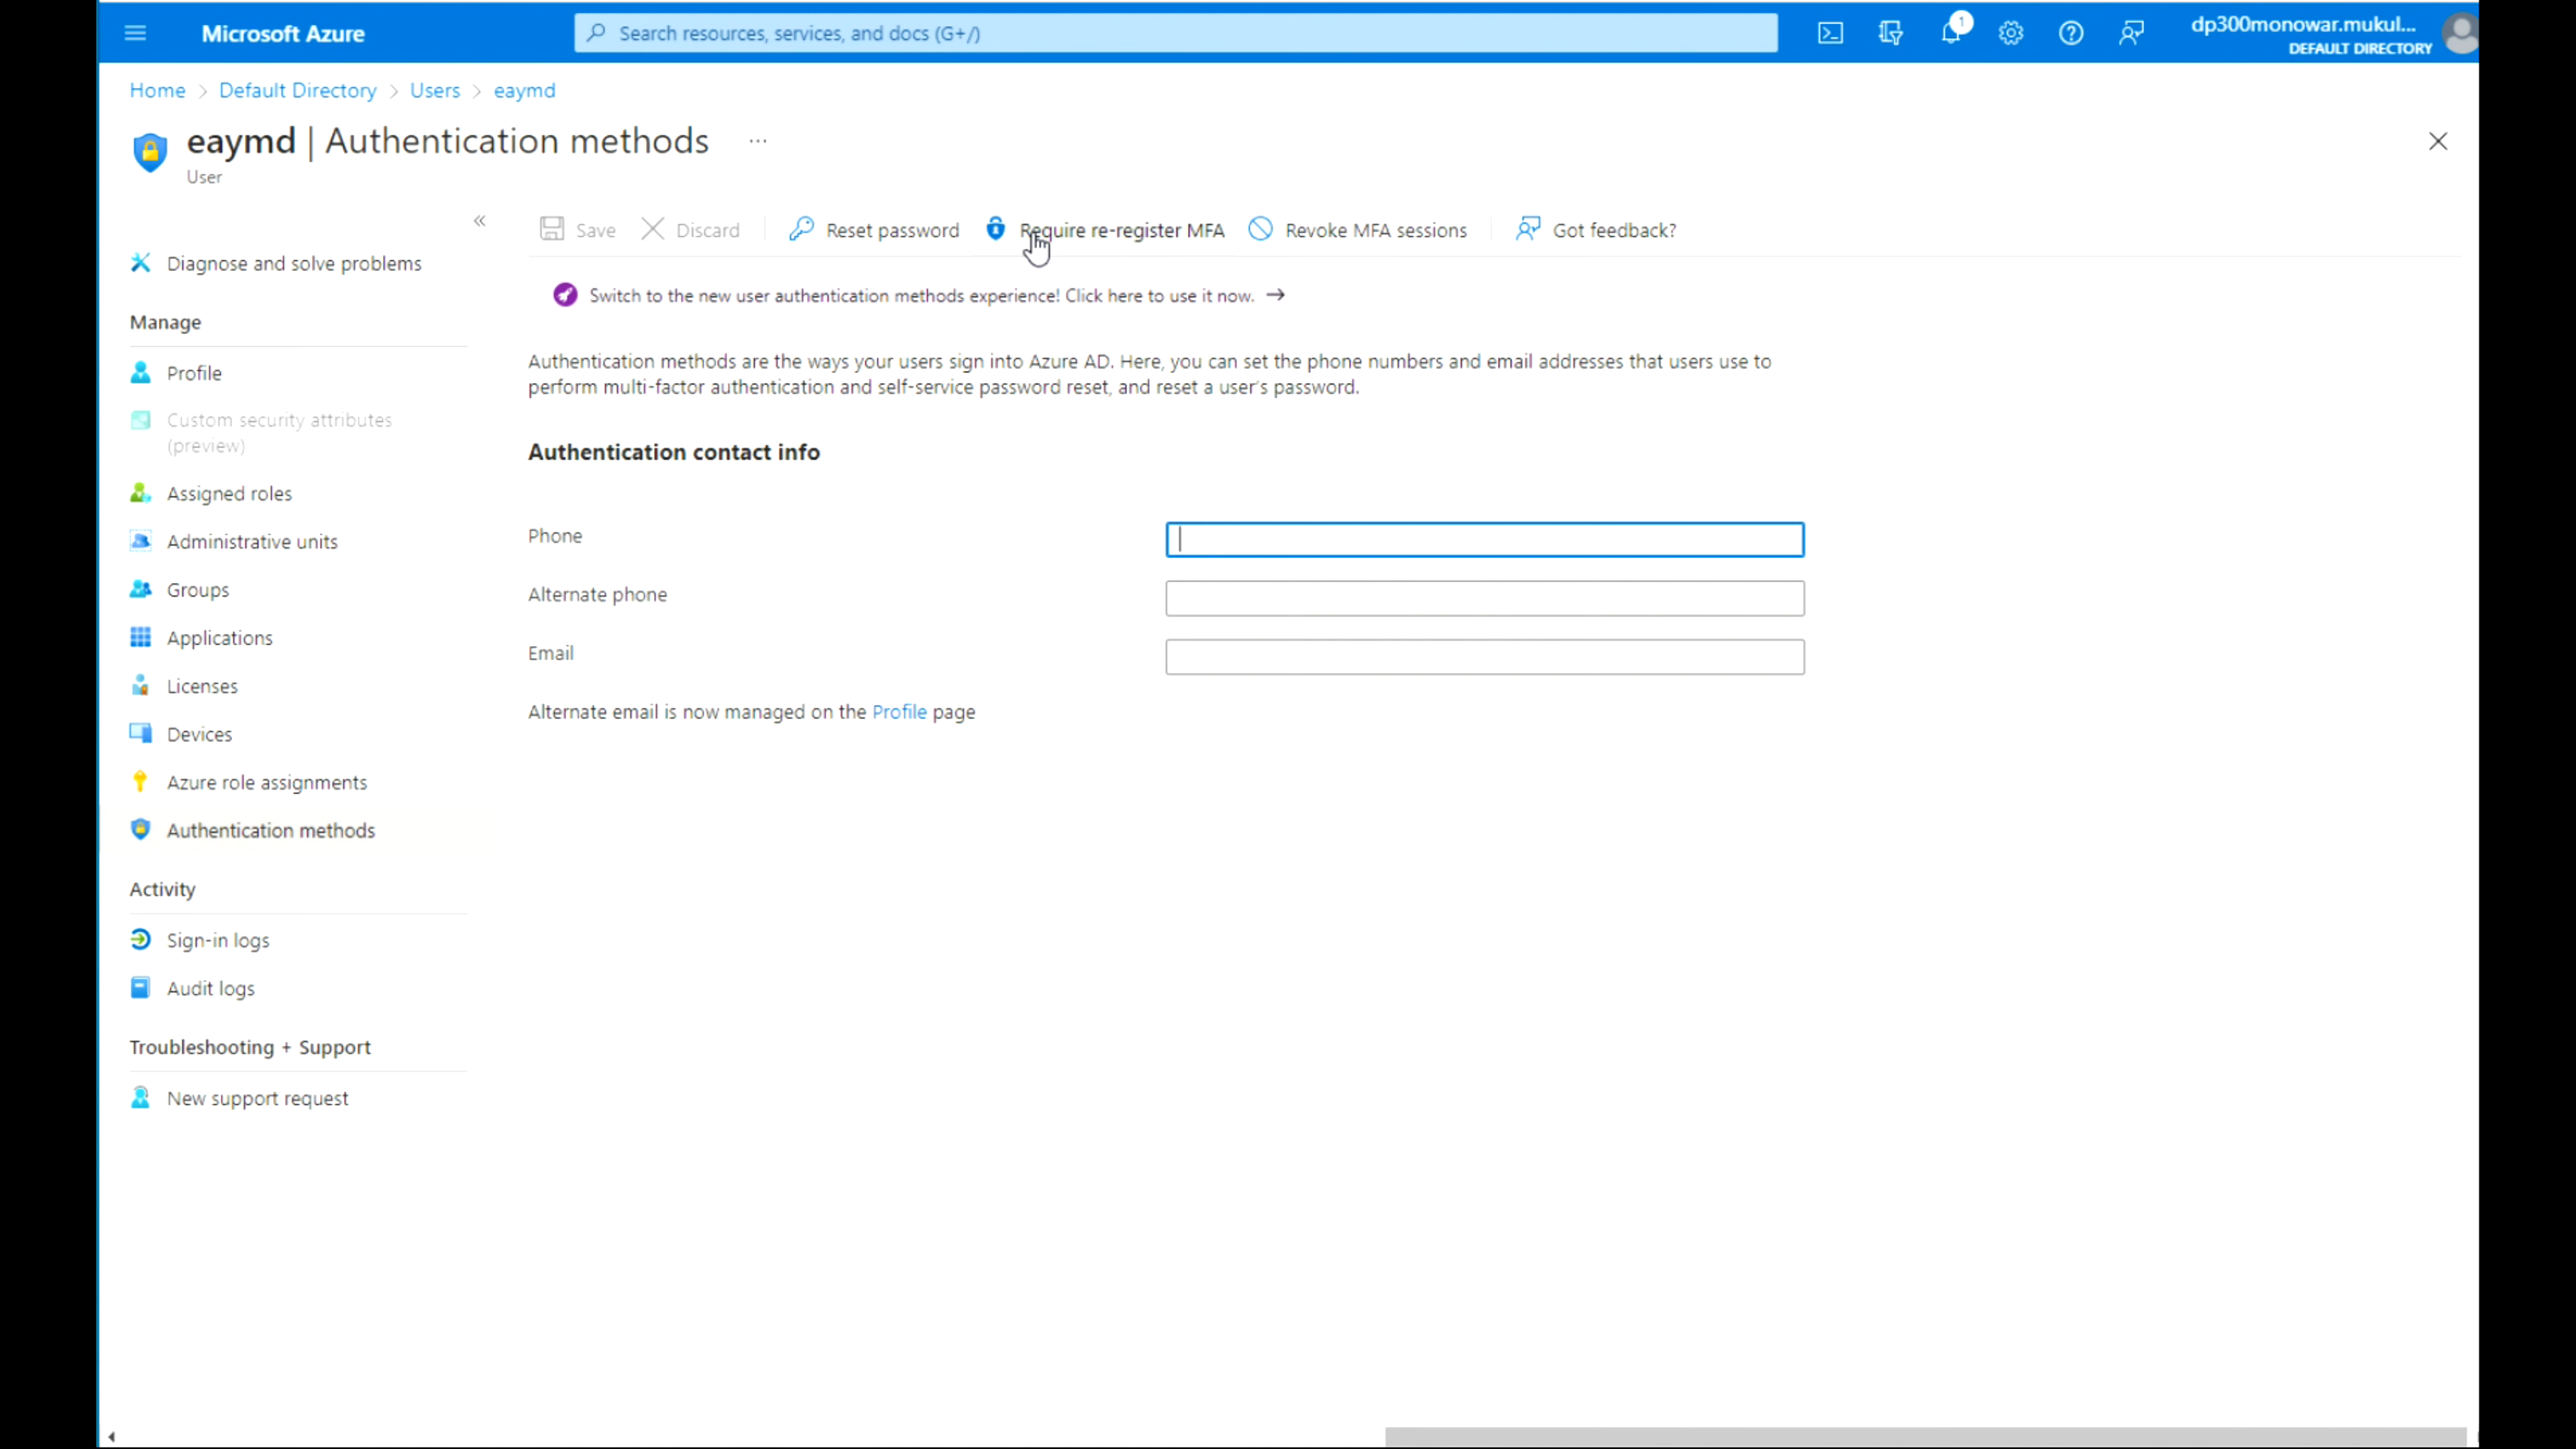 Microsoft Azure
Search resources, services, and docs (G+/)
1
dp300monowar.mukul...
DEFAULT DIRECTORY
Home > Default Directory > Users > eaymd
eaymd | Authentication methods ...
User
«
Save
Discard
Reset password
Require re-register MFA
Revoke MFA sessions
Got feedback?
Switch to the new user authentication methods experience! Click here to use it now. →
Diagnose and solve problems
Manage
Profile
Custom security attributes
(preview)
Assigned roles
Administrative units
Groups
Applications
Licenses
Devices
Azure role assignments
Authentication methods
Activity
Sign-in logs
Audit logs
Troubleshooting + Support
New support request
Authentication methods are the ways your users sign into Azure AD. Here, you can set the phone numbers and email addresses that users use to
perform multi-factor authentication and self-service password reset, and reset a user's password.
Authentication contact info
Phone
Alternate phone
Email
Alternate email is now managed on the Profile page